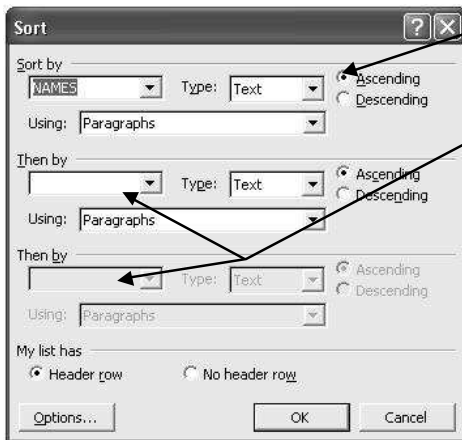 Sort
Sort by
NAMES Type: Text Ascending
Descending
Using: Paragraphs
Then by
Type: Text Ascending
Descending
Using: Paragraphs
Then by
Type: Text Ascending
Descending
Using: Paragraphs
My list has
Header row No header row
Options... OK Cancel